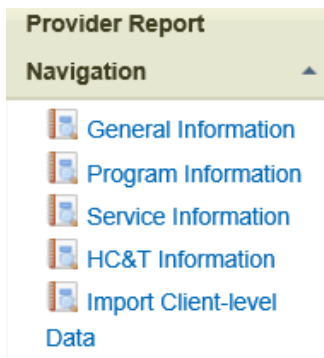 Provider Report
Navigation
General Information
Program Information
Service Information
HC&T Information
Import Client-level
Data